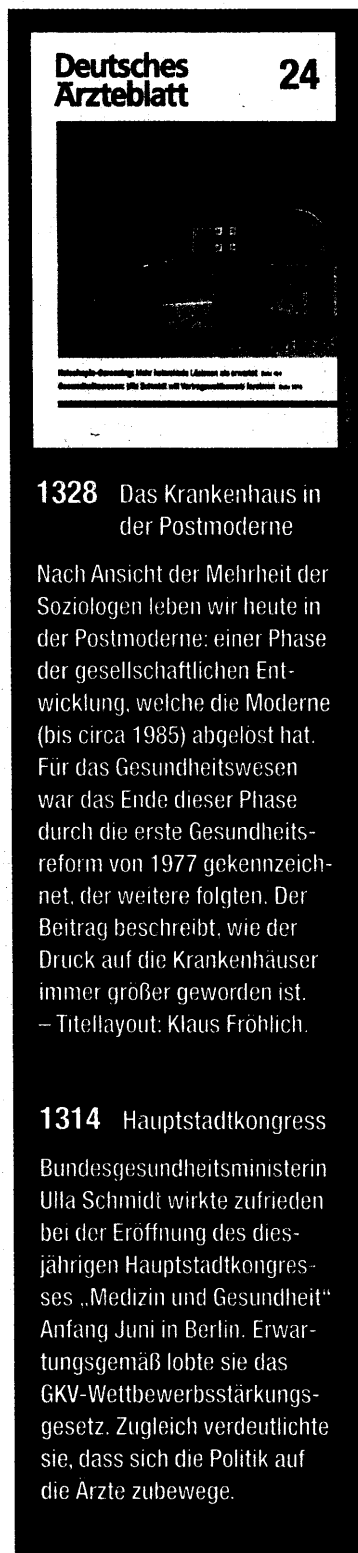 Deutsches
Ärzteblatt
24
1328 Das Krankenhaus in
der Postmoderne
Nach Ansicht der Mehrheit der
Soziologen leben wir heute in
der Postmoderne: einer Phase
der gesellschaftlichen Ent-
wicklung, welche die Moderne
(bis circa 1985) abgelöst hat.
Für das Gesundheitswesen
war das Ende dieser Phase
durch die erste Gesundheits-
reform von 1977 gekennzeich-
net, der weitere folgten. Der
Beitrag beschreibt, wie der
Druck auf die Krankenhäuser
immer größer geworden ist.
– Titellayout: Klaus Fröhlich.
1314 Hauptstadtkongress
Bundesgesundheitsministerin
Ulla Schmidt wirkte zufrieden
bei der Eröffnung des dies-
jährigen Hauptstadtkongres-
ses „Medizin und Gesundheit“
Anfang Juni in Berlin. Erwar-
tungsgemäß lobte sie das
GKV-Wettbewerbsstärkungs-
gesetz. Zugleich verdeutlichte
sie, dass sich die Politik auf
die Ärzte zubewege.